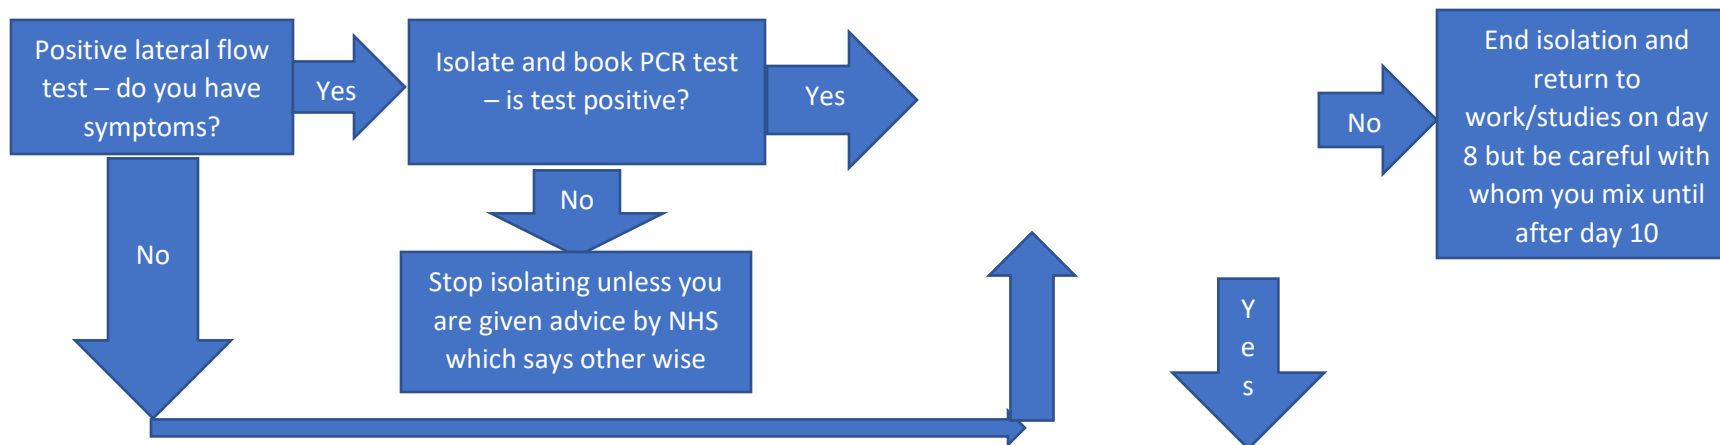 Positive lateral flow
test – do you have
symptoms?
Yes
Isolate and book PCR test
– is test positive?
Yes
No
End isolation and
return to
work/studies on day
8 but be careful with
whom you mix until
after day 10
No
No
Stop isolating unless you
are given advice by NHS
which says other wise
Y
e
s